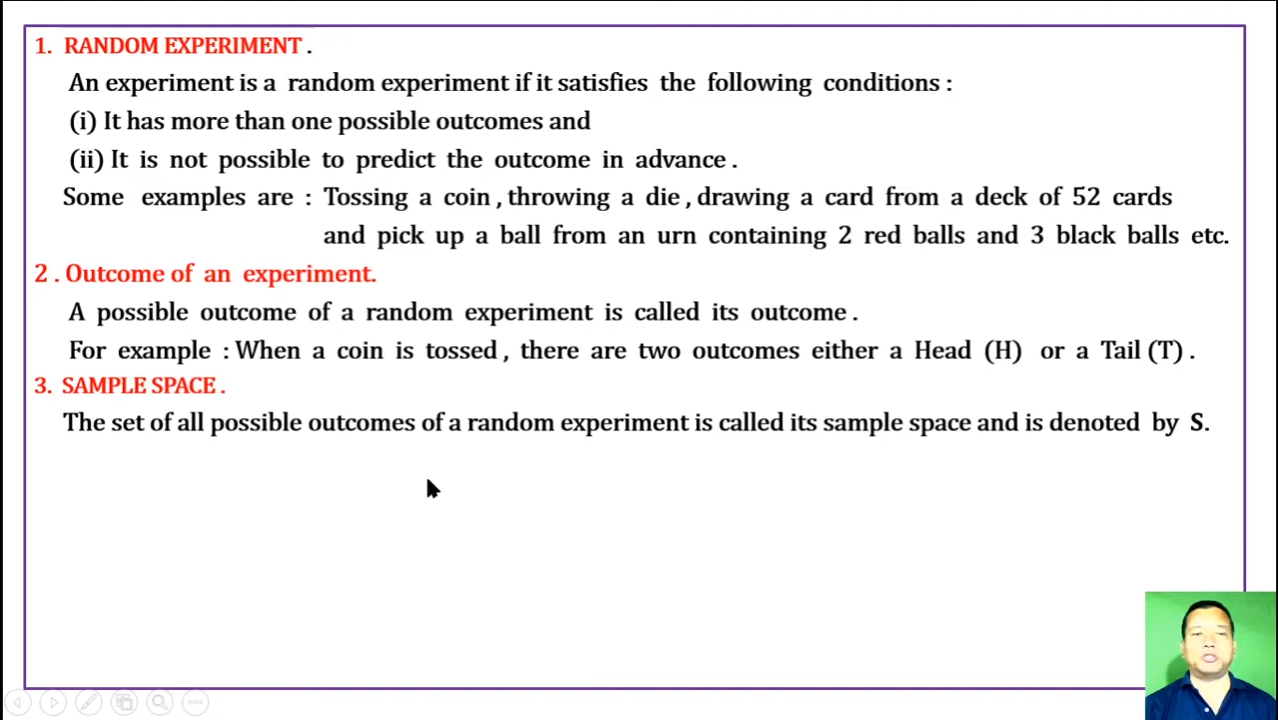 1. RANDOM EXPERIMENT .
An experiment is a random experiment if it satisfies the following conditions :
(i) It has more than one possible outcomes and
(ii) It is not possible to predict the outcome in advance .
Some examples are : Tossing a coin , throwing a die , drawing a card from a deck of 52 cards
and pick up a ball from an urn containing 2 red balls and 3 black balls etc.
2 . Outcome of an experiment.
A possible outcome of a random experiment is called its outcome .
For example : When a coin is tossed , there are two outcomes either a Head (H) or a Tail (T) .
3. SAMPLE SPACE .
The set of all possible outcomes of a random experiment is called its sample space and is denoted by S.